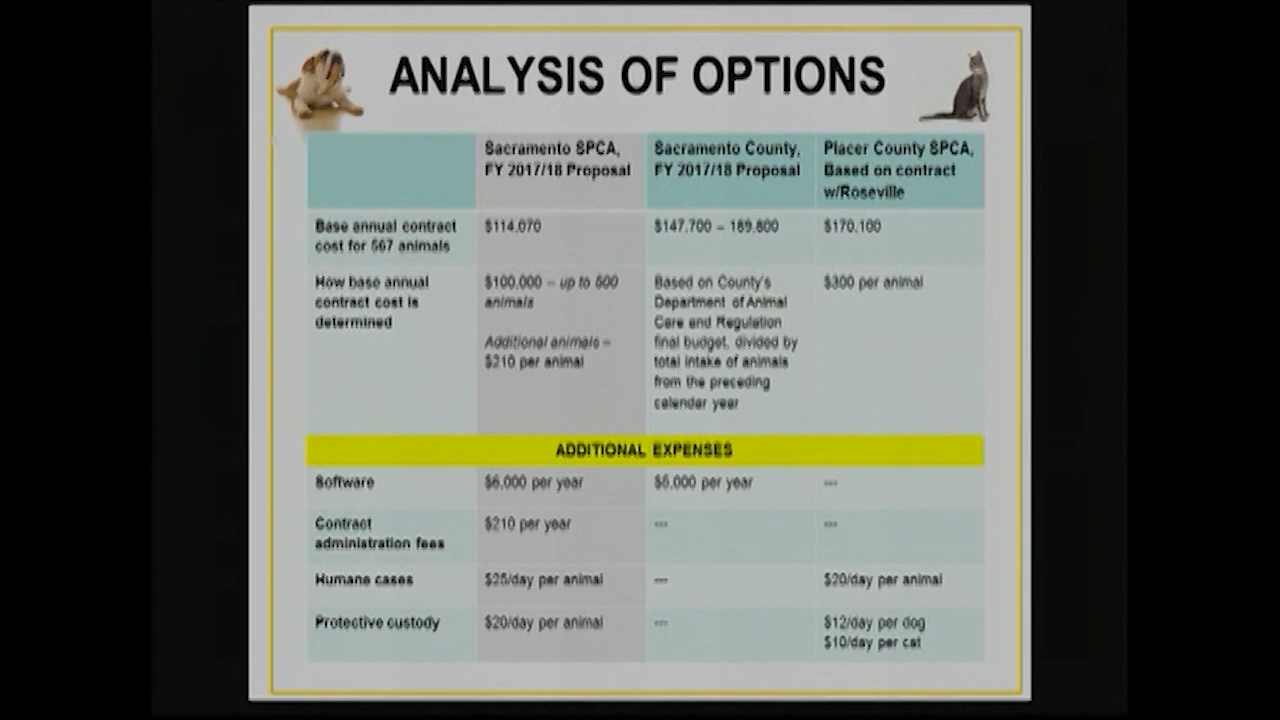 ANALYSIS OF OPTIONS
Sacramento SPCA,
FY 2017/18 Proposal
Sacramento County,
FY 2017/18 Proposal
Placer County SPCA,
Based on contract
w/Roseville
Base annual contract
cost for 567 animals
$114,070
$147,700 – 189,800
$170,100
How base annual
contract cost is
determined
$100,000 – up to 500
animals
Additional animals –
$210 per animal
Based on County's
Department of Animal
Care and Regulation
final budget, divided by
total intake of animals
from the preceding
calendar year
$300 per animal
ADDITIONAL EXPENSES
Software
per year
per year
---
Contract
administration fees
$210 per year
---
---
Humane cases
$25/day per animal
---
$20/day per animal
Protective custody
$20/day per animal
---
$12/day per dog
$10/day per cat